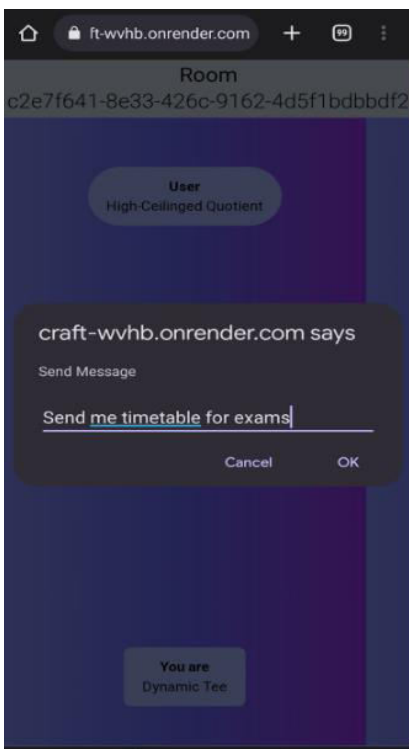 ft-wvhb.onrender.com
99
Room
c2e7f641-8e33-426c-9162-4d5f1bdbbdf2
User
High-Ceilinged Quotient
craft-wvhb.onrender.com says
Send Message
Send me timetable for exams
Cancel OK
You are
Dynamic Tee